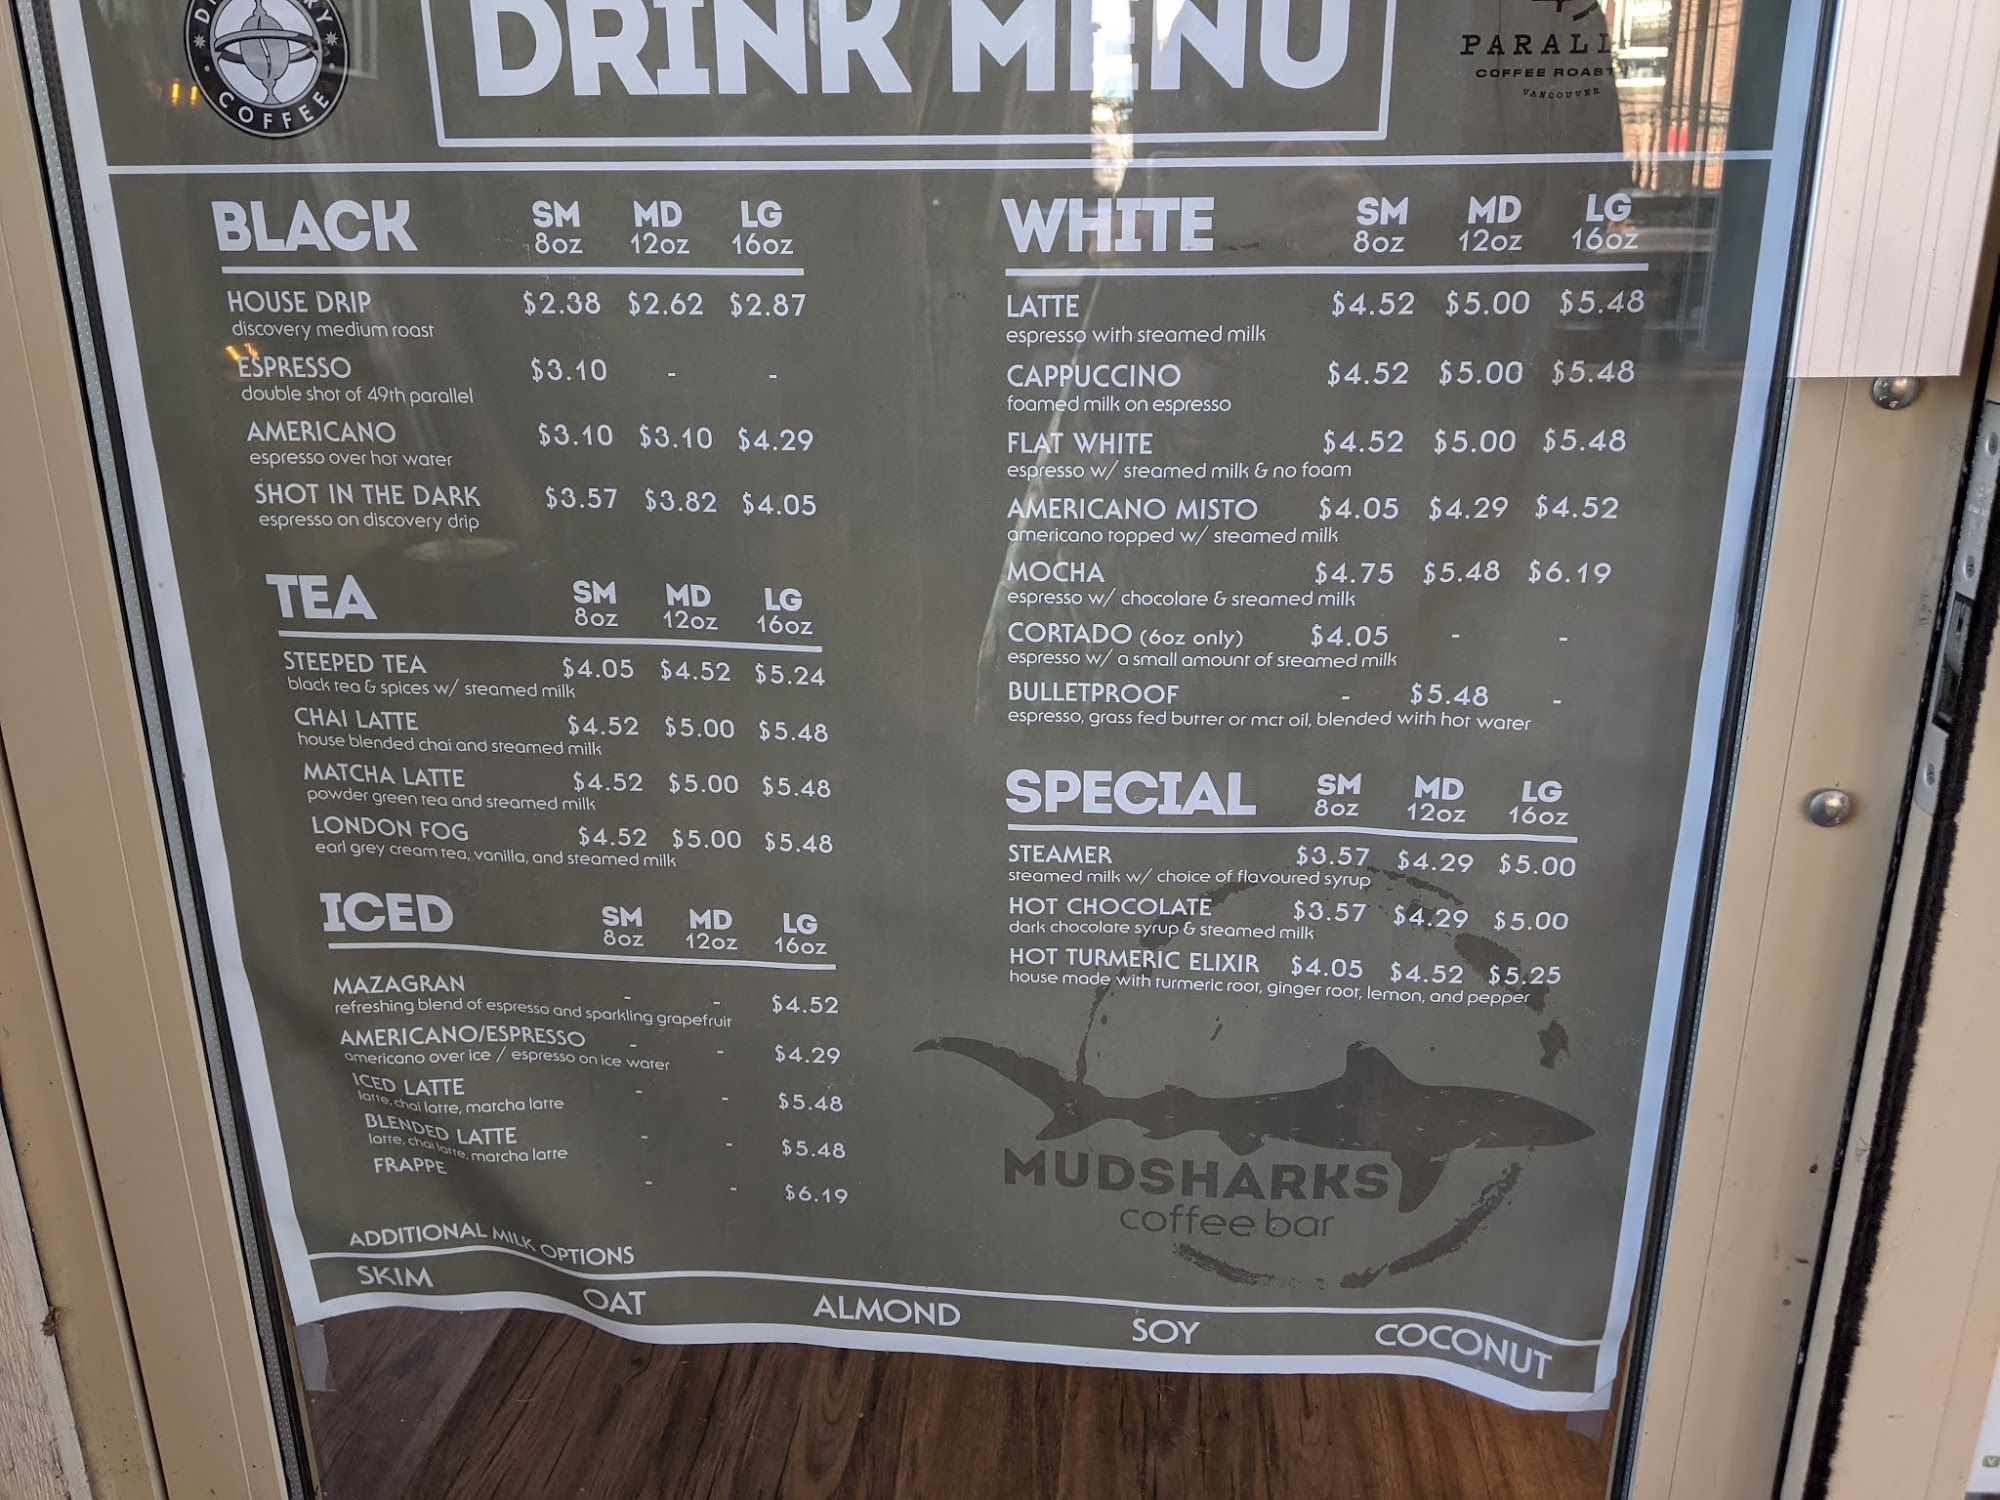 COFFEE
DRINK MENU
COFFEE
VANCOUVER
BLACK SM MD LG
8oz 12oz 16oz
HOUSE DRIP $2.38 $2.62 $2.87
discovery medium roast
ESPRESSO $3.10 - -
double shot of 49th parallel
AMERICANO $3.10 $3.10 $4.29
espresso over hot water
SHOT IN THE DARK $3.57 $3.82 $4.05
espresso on discovery drip
TEA SM MD LG
8oz 12oz 16oz
STEEPED TEA $4.05 $4.52 $5.24
black tea & spices w/ steamed milk
CHAI LATTE $4.52 $5.00 $5.48
house blended chai and steamed milk
MATCHA LATTE $4.52 $5.00 $5.48
powder green tea and steamed milk
LONDON FOG $4.52 $5.00 $5.48
earl grey cream tea, vanilla, and steamed milk
ICED SM MD LG
8oz 12oz 16oz
MAZAGRAN - - $4.52
refreshing blend of espresso and sparkling grapefruit
AMERICANO/ESPRESSO - - $4.29
americano over ice / espresso on ice water
ICED LATTE - - $5.48
latte, chai latte, matcha latte
BLENDED LATTE - - $5.48
latte, chai latte, matcha latte
FRAPPE - - $6.19
WHITE SM MD LG
8oz 12oz 16oz
LATTE $4.52 $5.00 $5.48
espresso with steamed milk
CAPPUCCINO $4.52 $5.00 $5.48
foamed milk on espresso
FLAT WHITE $4.52 $5.00 $5.48
espresso w/ steamed milk & no foam
AMERICANO MISTO $4.05 $4.29 $4.52
americano topped w/ steamed milk
MOCHA $4.75 $5.48 $6.19
espresso w/ chocolate & steamed milk
CORTADO (6oz only) $4.05 - -
espresso w/ a small amount of steamed milk
BULLETPROOF - $5.48 -
espresso, grass fed butter or mct oil, blended with hot water
SPECIAL SM MD LG
8oz 12oz 16oz
STEAMER $3.57 $4.29 $5.00
steamed milk w/ choice of flavoured syrup
HOT CHOCOLATE $3.57 $4.29 $5.00
dark chocolate syrup & steamed milk
HOT TURMERIC ELIXIR $4.05 $4.52 $5.25
house made with turmeric root, ginger root, lemon, and pepper
MUDSHARKS
coffee bar
ADDITIONAL MILK OPTIONS
SKIM OAT ALMOND SOY COCONUT